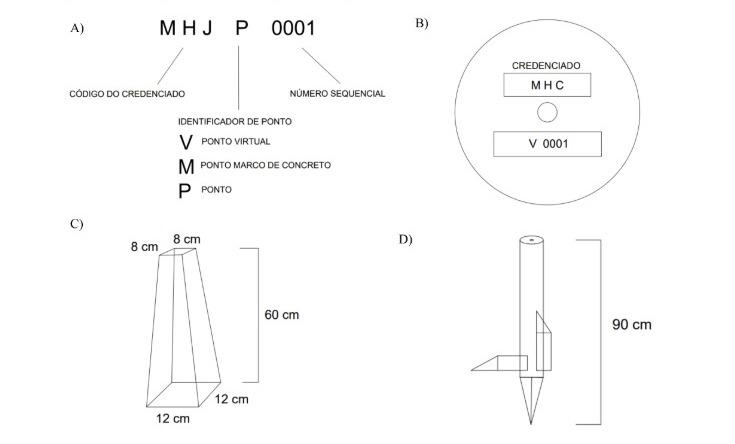 A)
M H J P 0001
CÓDIGO DO CREDENCIADO
NÚMERO SEQUENCIAL
IDENTIFICADOR DE PONTO
V PONTO VIRTUAL
M PONTO MARCO DE CONCRETO
P PONTO
B)
CREDENCIADO
M H C
V 0001
C)
8 cm
8 cm
60 cm
12 cm
12 cm
D)
90 cm